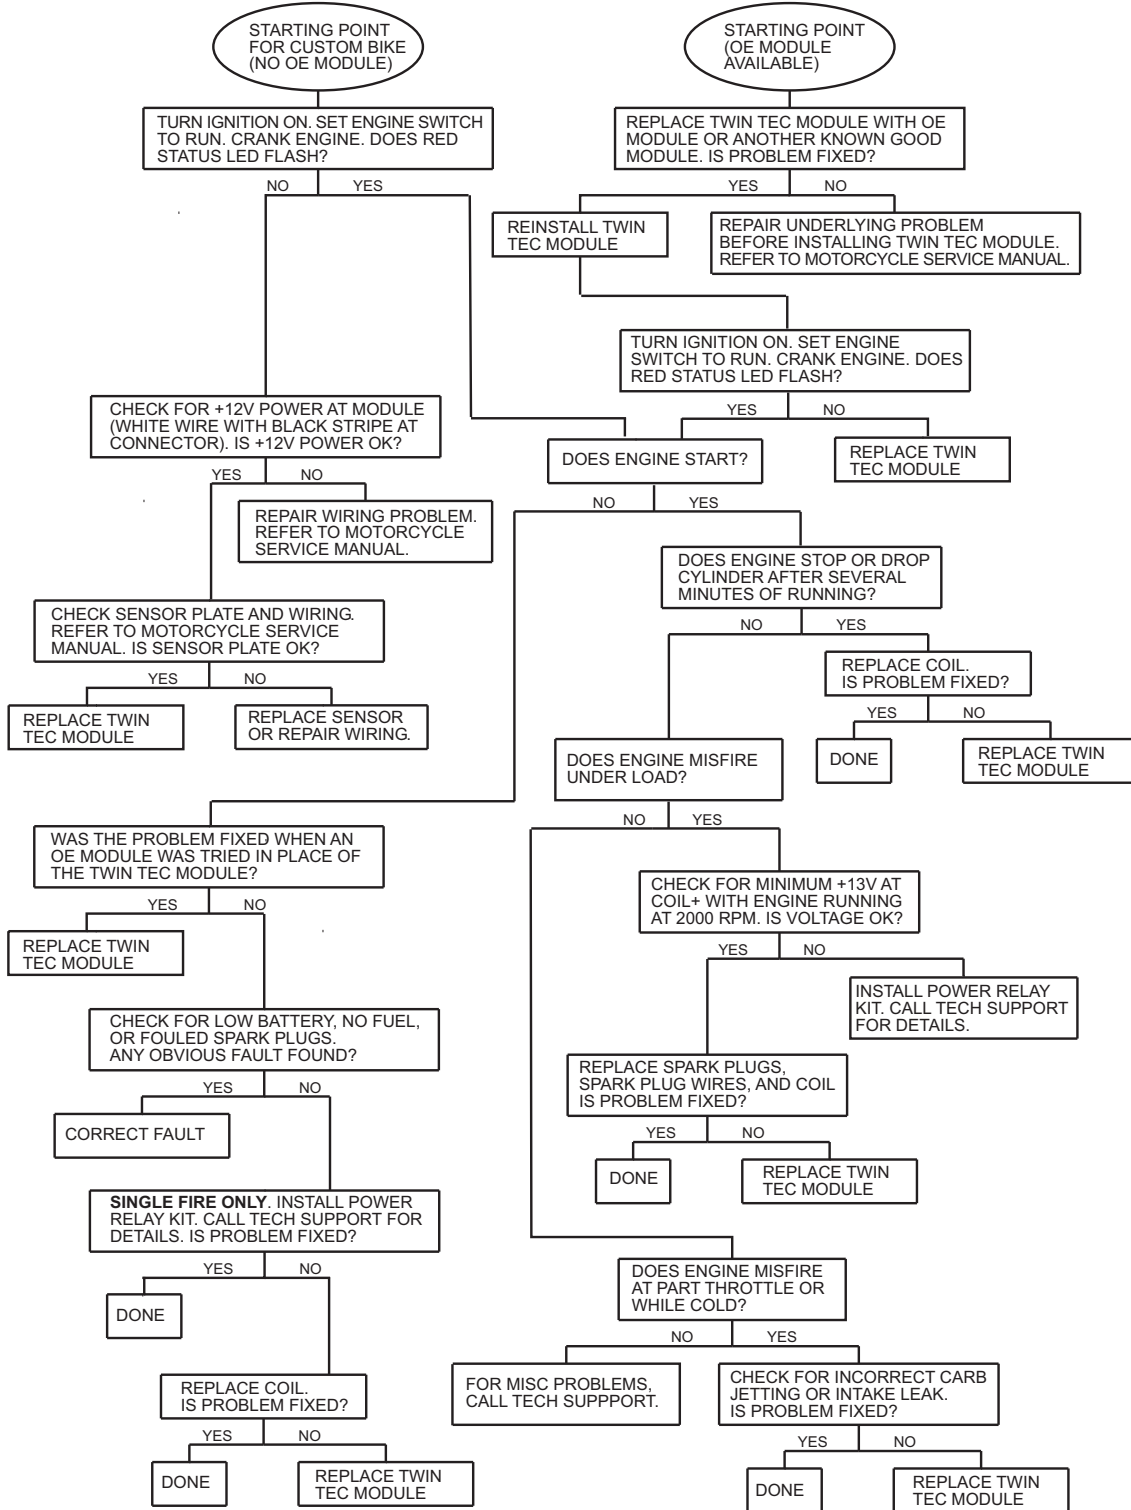 STARTING POINT
FOR CUSTOM BIKE
(NO OE MODULE)
STARTING POINT
(OE MODULE
AVAILABLE)
TURN IGNITION ON. SET ENGINE SWITCH
TO RUN. CRANK ENGINE. DOES RED
STATUS LED FLASH?
REPLACE TWIN TEC MODULE WITH OE
MODULE OR ANOTHER KNOWN GOOD
MODULE. IS PROBLEM FIXED?
NO
YES
YES
NO
REINSTALL TWIN
TEC MODULE
REPAIR UNDERLYING PROBLEM
BEFORE INSTALLING TWIN TEC MODULE.
REFER TO MOTORCYCLE SERVICE MANUAL.
TURN IGNITION ON. SET ENGINE
SWITCH TO RUN. CRANK ENGINE. DOES
RED STATUS LED FLASH?
YES
NO
CHECK FOR +12V POWER AT MODULE
(WHITE WIRE WITH BLACK STRIPE AT
CONNECTOR). IS +12V POWER OK?
DOES ENGINE START?
REPLACE TWIN
TEC MODULE
YES
NO
NO
YES
REPAIR WIRING PROBLEM.
REFER TO MOTORCYCLE
SERVICE MANUAL.
DOES ENGINE STOP OR DROP
CYLINDER AFTER SEVERAL
MINUTES OF RUNNING?
CHECK SENSOR PLATE AND WIRING.
REFER TO MOTORCYCLE SERVICE
MANUAL. IS SENSOR PLATE OK?
NO
YES
YES
NO
REPLACE COIL.
IS PROBLEM FIXED?
REPLACE TWIN
TEC MODULE
REPLACE SENSOR
OR REPAIR WIRING.
YES
NO
DOES ENGINE MISFIRE
UNDER LOAD?
DONE
REPLACE TWIN
TEC MODULE
NO
YES
WAS THE PROBLEM FIXED WHEN AN
OE MODULE WAS TRIED IN PLACE OF
THE TWIN TEC MODULE?
CHECK FOR MINIMUM +13V AT
COIL+ WITH ENGINE RUNNING
AT 2000 RPM. IS VOLTAGE OK?
YES
NO
REPLACE TWIN
TEC MODULE
YES
NO
INSTALL POWER RELAY
KIT. CALL TECH SUPPORT
FOR DETAILS.
CHECK FOR LOW BATTERY, NO FUEL,
OR FOULED SPARK PLUGS.
ANY OBVIOUS FAULT FOUND?
REPLACE SPARK PLUGS,
SPARK PLUG WIRES, AND COIL
IS PROBLEM FIXED?
YES
NO
CORRECT FAULT
YES
NO
DONE
REPLACE TWIN
TEC MODULE
SINGLE FIRE ONLY. INSTALL POWER
RELAY KIT. CALL TECH SUPPORT FOR
DETAILS. IS PROBLEM FIXED?
YES
NO
DONE
DOES ENGINE MISFIRE
AT PART THROTTLE OR
WHILE COLD?
NO
YES
REPLACE COIL.
IS PROBLEM FIXED?
FOR MISC PROBLEMS,
CALL TECH SUPPPORT.
CHECK FOR INCORRECT CARB
JETTING OR INTAKE LEAK.
IS PROBLEM FIXED?
YES
NO
DONE
REPLACE TWIN
TEC MODULE
YES
NO
DONE
REPLACE TWIN
TEC MODULE